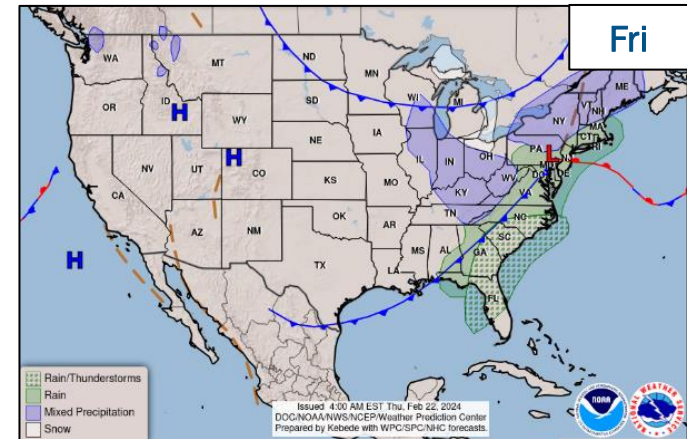 Fri
WA
MT
ND
MN
OR
ID
H
WY
SD
WI
MI
NY
VT
NH
ME
MA
CT
RI
NV
UT
H
CO
NE
IA
IL
IN
OH
PA
L
NJ
MD
DE
DC
WV
VA
KY
CA
KS
MO
AZ
NM
OK
AR
TN
NC
SC
H
TX
LA
MS
AL
GA
FL
Rain/Thunderstorms
Rain
Mixed Precipitation
Snow
Issued 4:00 AM EST Thu, Feb 22, 2024
DOC/NOAA/NWS/NCEP/Weather Prediction Center
Prepared by Kebede with WPC/SPC/NHC forecasts.
NOAA
NATIONAL WEATHER SERVICE